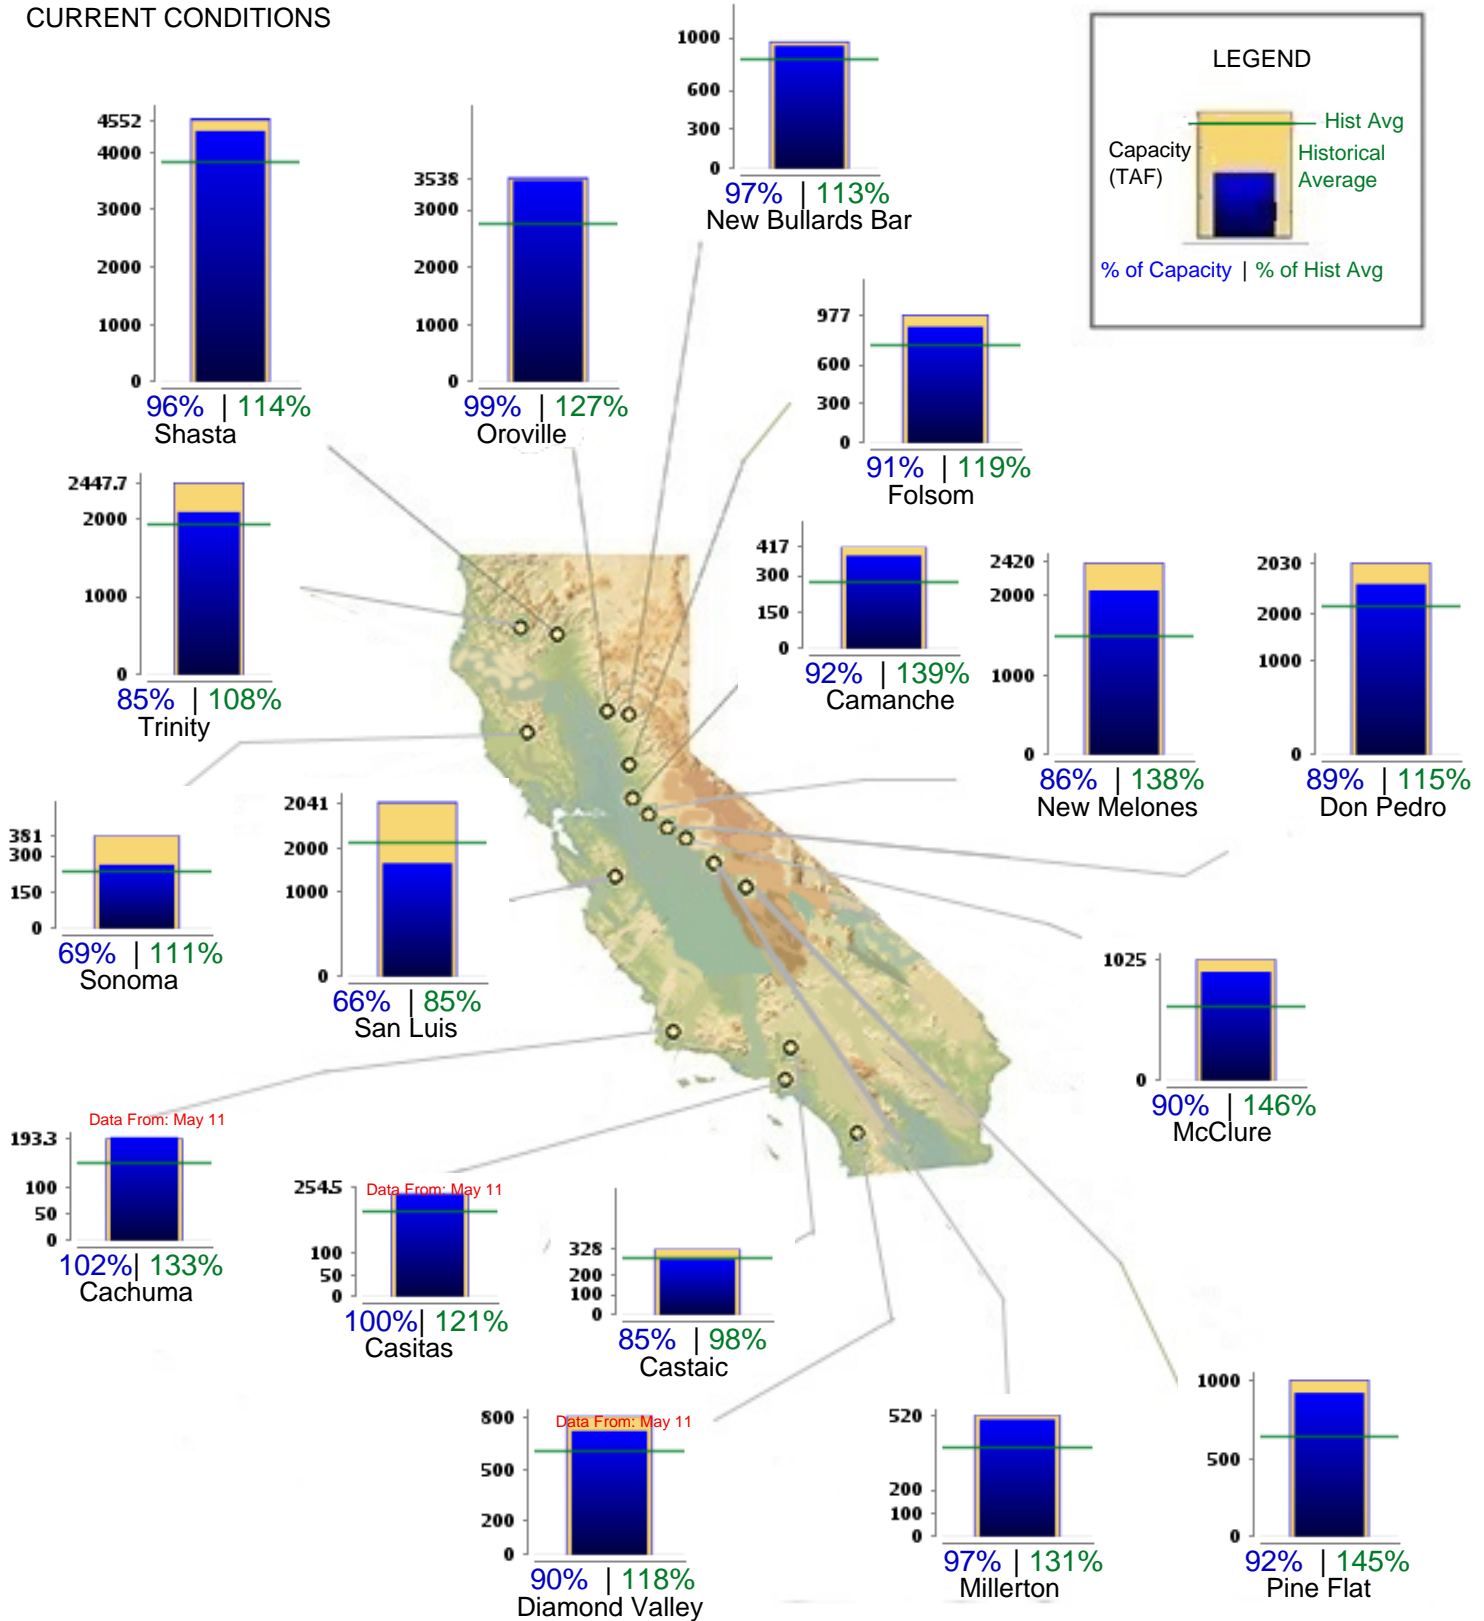 CURRENT CONDITIONS
LEGEND
Hist Avg
Capacity
(TAF)
Historical
Average
% of Capacity | % of Hist Avg
1000
600
300
0
97% | 113%
New Bullards Bar
4552
4000
3000
2000
1000
0
96% | 114%
Shasta
3538
3000
2000
1000
0
99% | 127%
Oroville
977
600
300
0
91% | 119%
Folsom
2447.7
2000
1000
0
85% | 108%
Trinity
417
300
150
0
92% | 139%
Camanche
2420
2000
1000
0
86% | 138%
New Melones
2030
2000
1000
0
89% | 115%
Don Pedro
381
300
150
0
69% | 111%
Sonoma
2041
2000
1000
0
66% | 85%
San Luis
1025
0
90% | 146%
McClure
Data From: May 11
193.3
100
50
0
102% | 133%
Cachuma
Data From: May 11
254.5
100
50
0
100% | 121%
Casitas
328
200
100
0
85% | 98%
Castaic
Data From: May 11
800
500
200
0
90% | 118%
Diamond Valley
520
200
100
0
97% | 131%
Millerton
1000
500
0
92% | 145%
Pine Flat